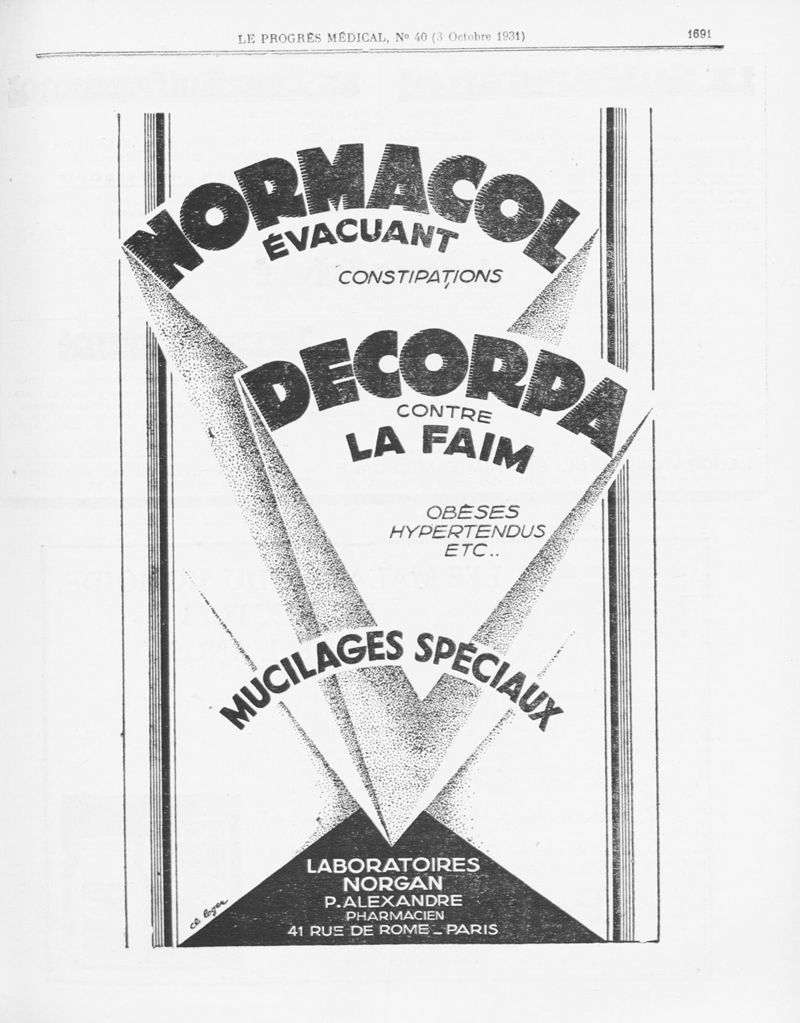 LE PROGRÈS MÉDICAL, No 40 (3 Octobre 1931)
1691
NORMACOL
ÉVACUANT
CONSTIPATIONS
DECORPA
CONTRE
LA FAIM
OBÈSES
HYPERTENDUS
ETC..
MUCILAGES SPÉCIAUX
LABORATOIRES
NORGAN
P. ALEXANDRE
PHARMACIEN
41 RUE DE ROME _ PARIS